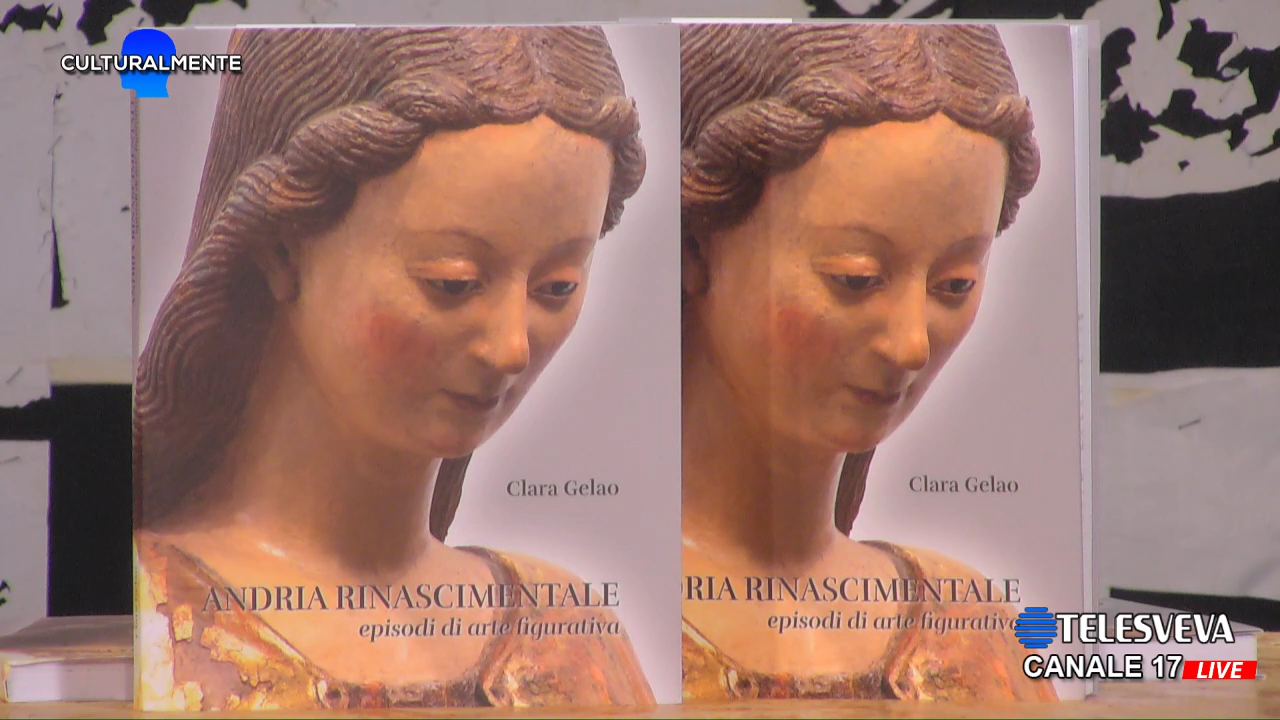 CULTURALMENTE
Clara Gelao
ANDRIA RINASCIMENTALE
episodi di arte figurativa
Clara Gelao
DRIA RINASCIMENTALE
episodi di arte figurativa
TELESVEVA
CANALE 17 LIVE